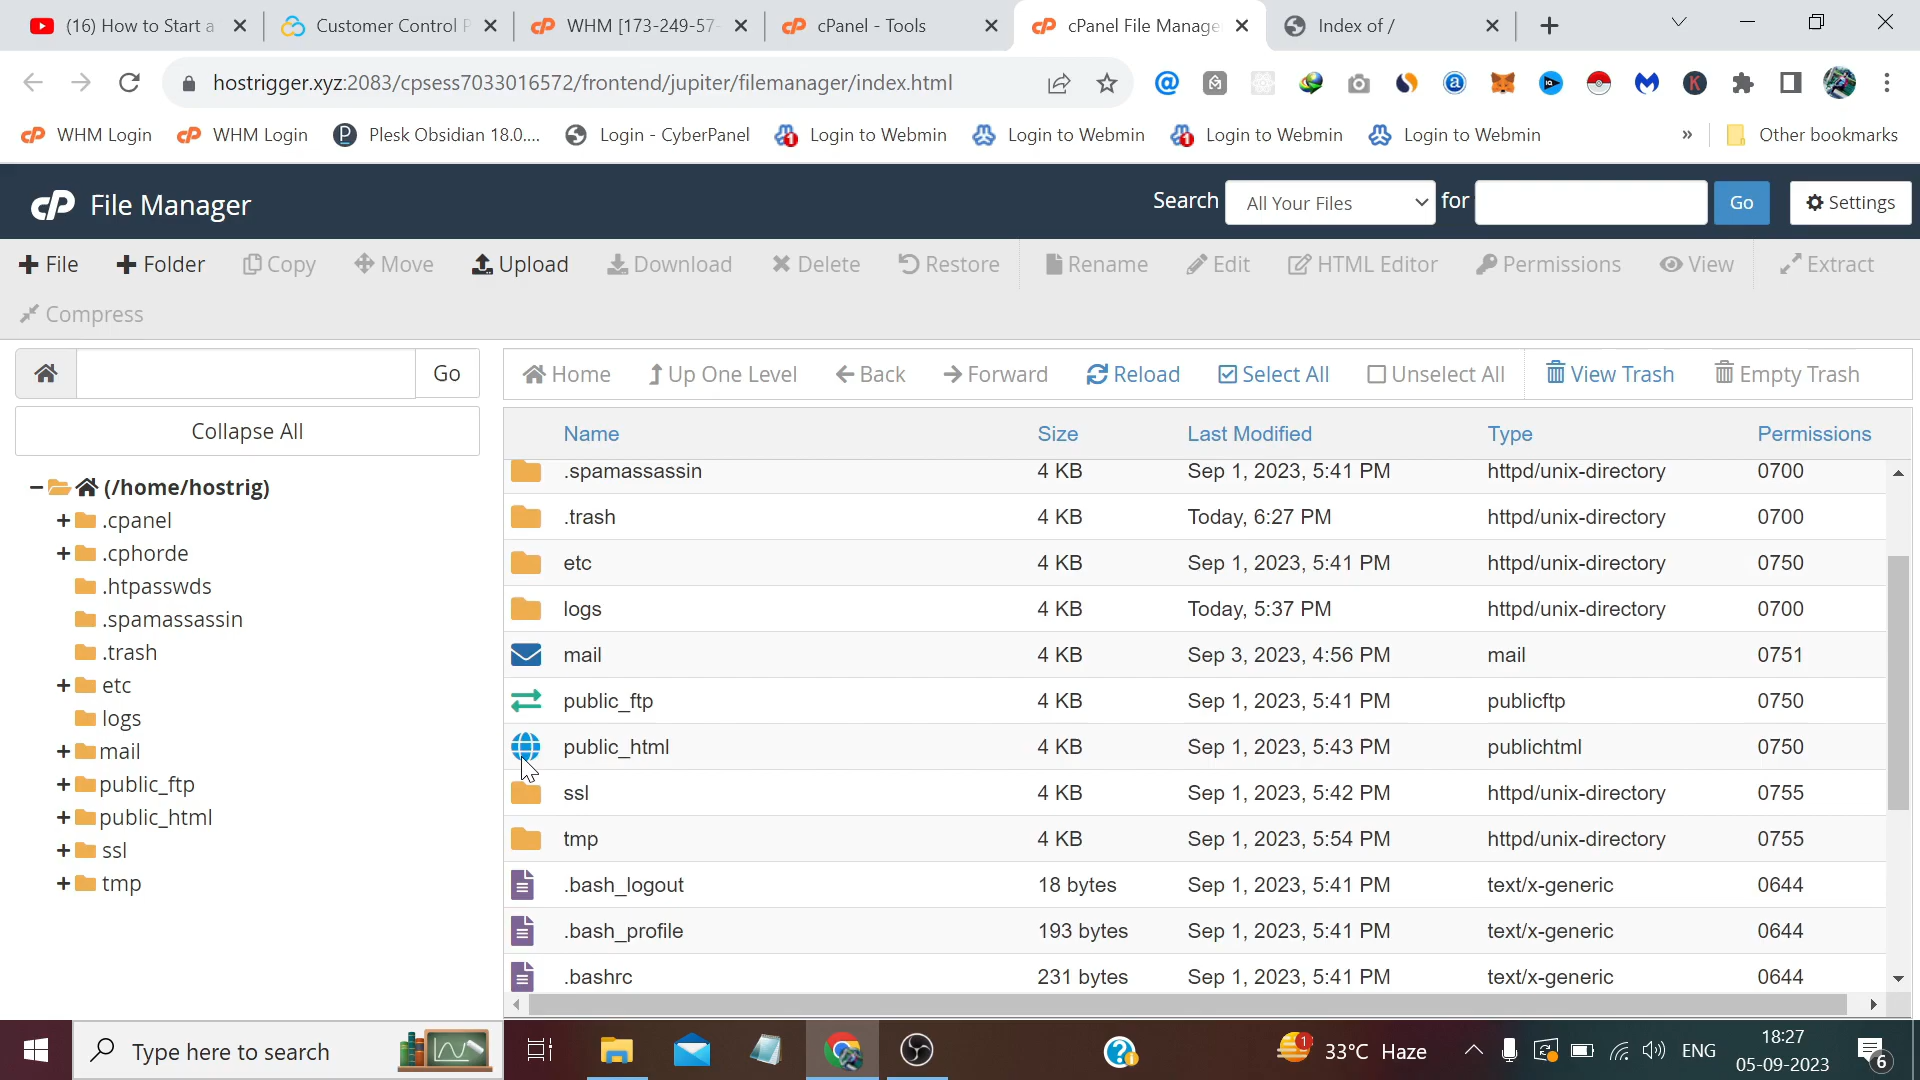 (16) How to Start a
Customer Control P
WHM [173-249-57-
cPanel - Tools
cPanel File Manage
Index of /
hostrigger.xyz:2083/cpsess7033016572/frontend/jupiter/filemanager/index.html
WHM Login
WHM Login
Plesk Obsidian 18.0....
Login - CyberPanel
Login to Webmin
Login to Webmin
Login to Webmin
Login to Webmin
»
Other bookmarks
cP File Manager
Search All Your Files for Go Settings
File Folder Copy Move Upload Download Delete Restore Rename Edit HTML Editor Permissions View Extract
Compress
Go
Home Up One Level Back Forward Reload Select All Unselect All View Trash Empty Trash
Collapse All
(/home/hostrig)
.cpanel
.cphorde
.htpasswds
.spamassassin
.trash
etc
logs
mail
public_ftp
public_html
ssl
tmp
Name Size Last Modified Type Permissions
.spamassassin 4 KB Sep 1, 2023, 5:41 PM httpd/unix-directory 0700
.trash 4 KB Today, 6:27 PM httpd/unix-directory 0700
etc 4 KB Sep 1, 2023, 5:41 PM httpd/unix-directory 0750
logs 4 KB Today, 5:37 PM httpd/unix-directory 0700
mail 4 KB Sep 3, 2023, 4:56 PM mail 0751
public_ftp 4 KB Sep 1, 2023, 5:41 PM publicftp 0750
public_html 4 KB Sep 1, 2023, 5:43 PM publichtml 0750
ssl 4 KB Sep 1, 2023, 5:42 PM httpd/unix-directory 0755
tmp 4 KB Sep 1, 2023, 5:54 PM httpd/unix-directory 0755
.bash_logout 18 bytes Sep 1, 2023, 5:41 PM text/x-generic 0644
.bash_profile 193 bytes Sep 1, 2023, 5:41 PM text/x-generic 0644
.bashrc 231 bytes Sep 1, 2023, 5:41 PM text/x-generic 0644
Type here to search
1
33°C Haze
ENG
18:27
05-09-2023
6